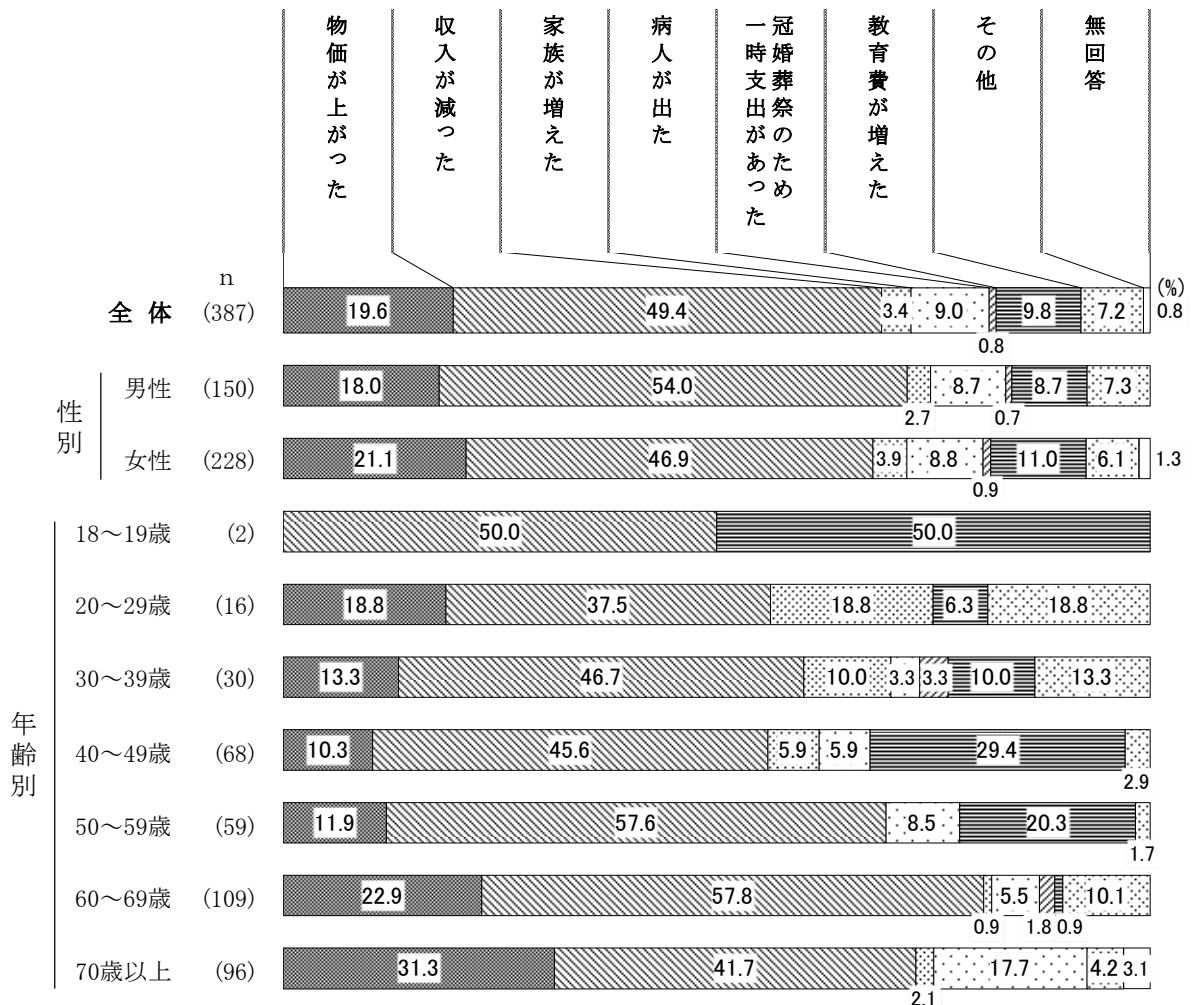 物価が上がった
収入が減った
家族が増えた
病人が出た
冠婚葬祭のため
一時支出があった
教育費が増えた
その他
無回答
n
(%)
全 体 (387) 19.6 49.4 3.4 9.0 0.8 9.8 7.2 0.8
性別
男性 (150) 18.0 54.0 2.7 8.7 0.7 8.7 7.3
女性 (228) 21.1 46.9 3.9 8.8 0.9 11.0 6.1 1.3
年齢別
18～19歳 (2) 50.0 50.0
20～29歳 (16) 18.8 37.5 18.8 6.3 18.8
30～39歳 (30) 13.3 46.7 10.0 3.3 3.3 10.0 13.3
40～49歳 (68) 10.3 45.6 5.9 5.9 29.4 2.9
50～59歳 (59) 11.9 57.6 8.5 20.3 1.7
60～69歳 (109) 22.9 57.8 0.9 5.5 1.8 0.9 10.1
70歳以上 (96) 31.3 41.7 2.1 17.7 4.2 3.1